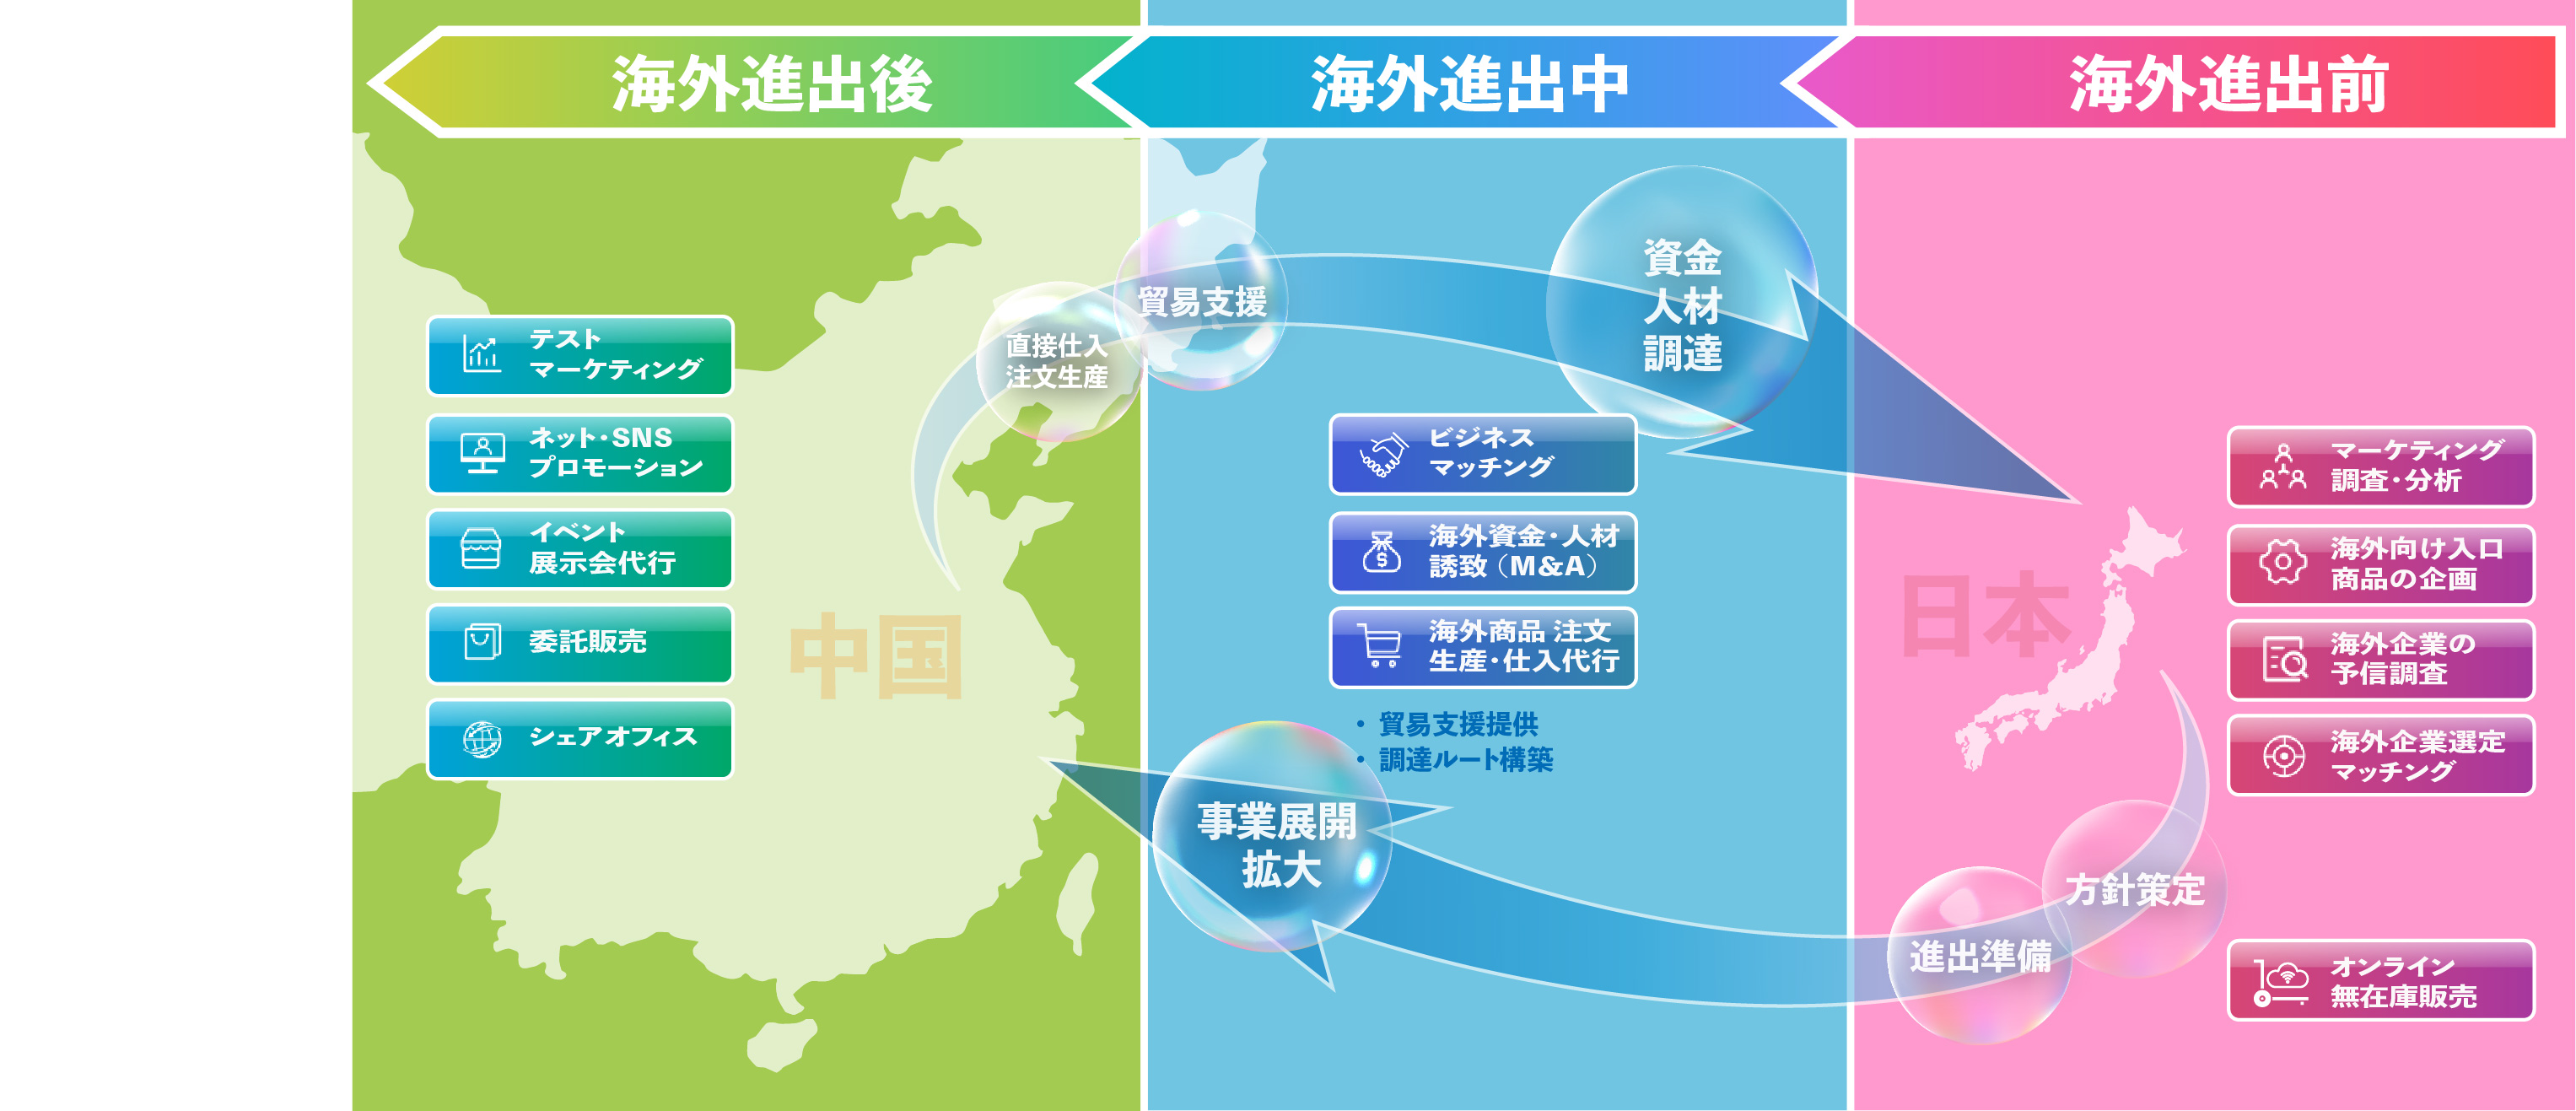 海外進出後
海外進出中
海外進出前
テスト
マーケティング
ネット・SNS
プロモーション
イベント
展示会代行
委託販売
シェアオフィス
中国
直接仕入
注文生産
貿易支援
資金
人材
調達
ビジネス
マッチング
海外資金・人材
誘致（M&A）
海外商品 注文
生産・仕入代行
・ 貿易支援提供
・ 調達ルート構築
事業展開
拡大
日本
マーケティング
調査・分析
海外向け入口
商品の企画
海外企業の
予信調査
海外企業選定
マッチング
方針策定
進出準備
オンライン
無在庫販売